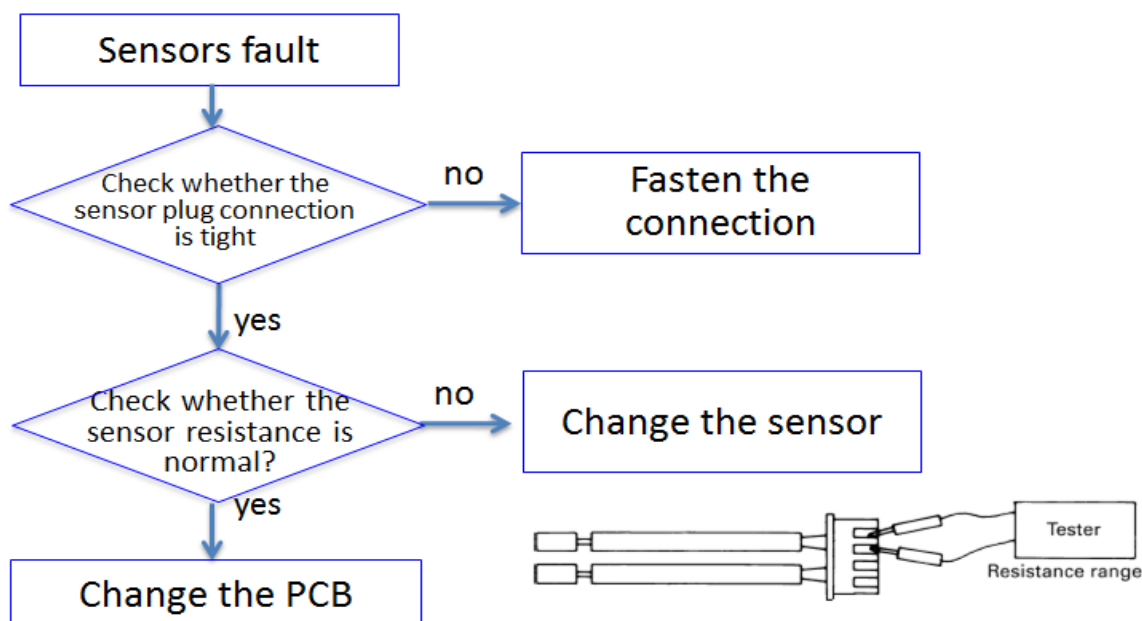 Sensors fault
Check whether the
sensor plug connection
is tight
no
Fasten the
connection
yes
Check whether the
sensor resistance is
normal?
no
Change the sensor
yes
Change the PCB
Tester
Resistance range